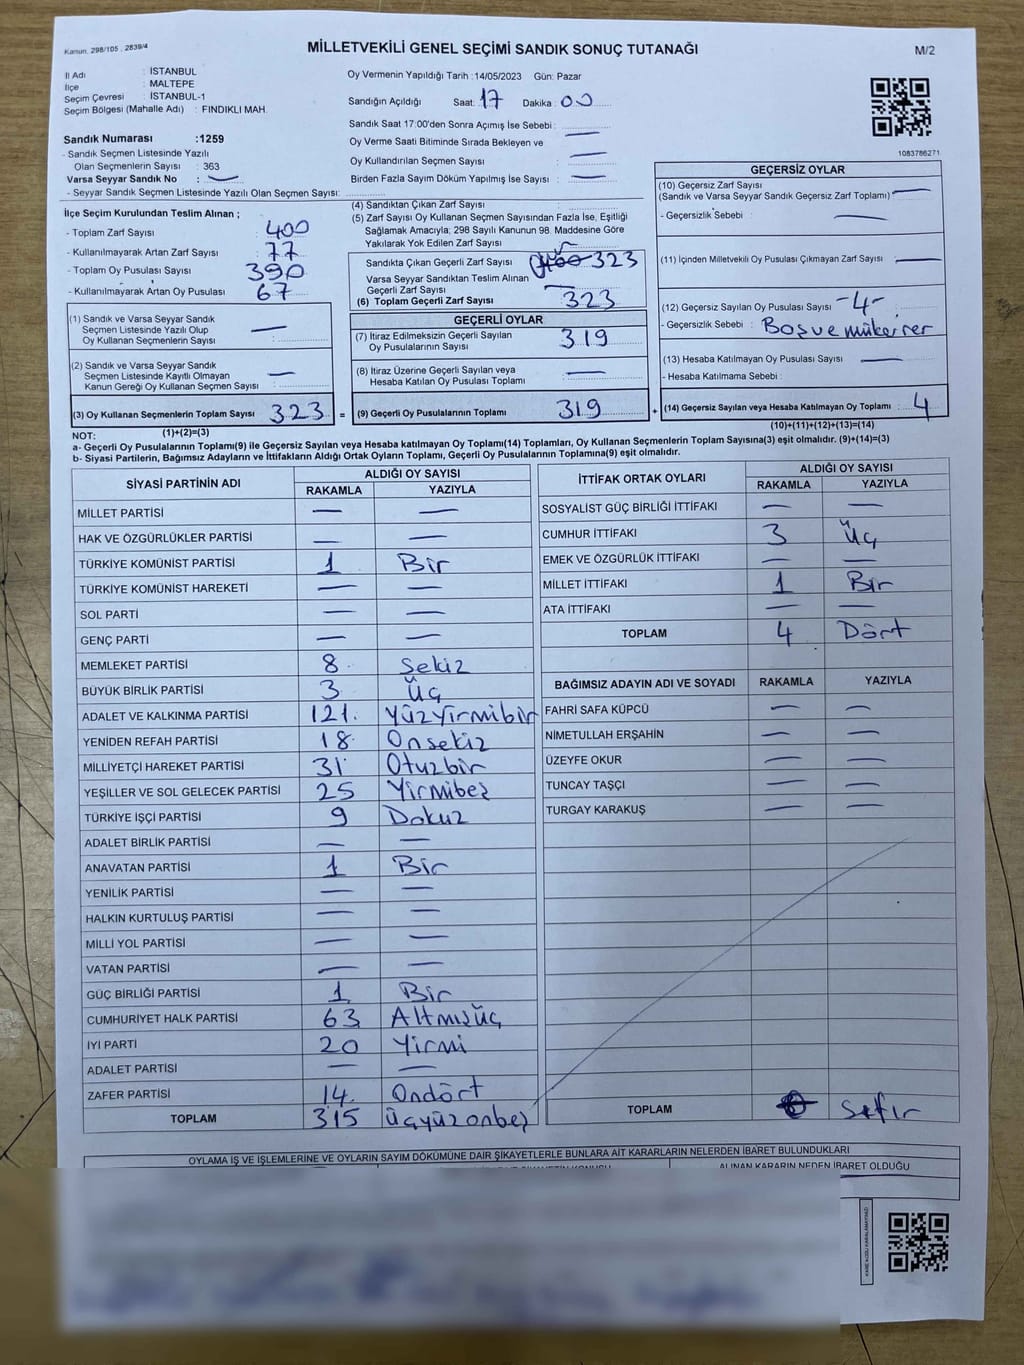 Kanun. 298/105 , 2839/4
MİLLETVEKİLİ GENEL SEÇİMİ SANDIK SONUÇ TUTANAĞI
M/2
İl Adı : İSTANBUL
İlçe : MALTEPE
Seçim Çevresi : İSTANBUL-1
Seçim Bölgesi (Mahalle Adı) : FINDIKLI MAH.
Sandık Numarası :1259
- Sandık Seçmen Listesinde Yazılı
Olan Seçmenlerin Sayısı : 363
Varsa Seyyar Sandık No : —
- Seyyar Sandık Seçmen Listesinde Yazılı Olan Seçmen Sayısı:
Oy Vermenin Yapıldığı Tarih :14/05/2023 Gün: Pazar
Sandığın Açıldığı Saat: 17 Dakika : 00
Sandık Saat 17:00'den Sonra Açımış İse Sebebi : —
Oy Verme Saati Bitiminde Sırada Bekleyen ve
Oy Kullandırılan Seçmen Sayısı : —
Birden Fazla Sayım Döküm Yapılmış İse Sayısı : —
1083786271
İlçe Seçim Kurulundan Teslim Alınan ;
- Toplam Zarf Sayısı : 400
- Kullanılmayarak Artan Zarf Sayısı : 77
- Toplam Oy Pusulası Sayısı : 390
- Kullanılmayarak Artan Oy Pusulası : 67
(1) Sandık ve Varsa Seyyar Sandık
Seçmen Listesinde Yazılı Olup
Oy Kullanan Seçmenlerin Sayısı : —
(2) Sandık ve Varsa Seyyar Sandık
Seçmen Listesinde Kayıtlı Olmayan
Kanun Gereği Oy Kullanan Seçmen Sayısı : —
(3) Oy Kullanan Seçmenlerin Toplam Sayısı 323 =
(1)+(2)=(3)
(4) Sandıktan Çıkan Zarf Sayısı :
(5) Zarf Sayısı Oy Kullanan Seçmen Sayısından Fazla İse, Eşitliği
Sağlamak Amacıyla; 298 Sayılı Kanunun 98. Maddesine Göre
Yakılarak Yok Edilen Zarf Sayısı :
Sandıkta Çıkan Geçerli Zarf Sayısı : 323
Varsa Seyyar Sandıktan Teslim Alınan
Geçerli Zarf Sayısı : —
(6) Toplam Geçerli Zarf Sayısı 323
GEÇERLİ OYLAR
(7) İtiraz Edilmeksizin Geçerli Sayılan
Oy Pusulalarının Sayısı : 319
(8) İtiraz Üzerine Geçerli Sayılan veya
Hesaba Katılan Oy Pusulası Toplamı : —
(9) Geçerli Oy Pusulalarının Toplamı 319 +
GEÇERSİZ OYLAR
(10) Geçersiz Zarf Sayısı
(Sandık ve Varsa Seyyar Sandık Geçersiz Zarf Toplamı) : —
- Geçersizlik Sebebi : —
(11) İçinden Milletvekili Oy Pusulası Çıkmayan Zarf Sayısı : —
(12) Geçersiz Sayılan Oy Pusulası Sayısı : -4-
- Geçersizlik Sebebi : Boş ve mükerrer
(13) Hesaba Katılmayan Oy Pusulası Sayısı : —
- Hesaba Katılmama Sebebi :
(14) Geçersiz Sayılan veya Hesaba Katılmayan Oy Toplamı : 4
(10)+(11)+(12)+(13)=(14)
NOT:
a- Geçerli Oy Pusulalarının Toplamı(9) ile Geçersiz Sayılan veya Hesaba katılmayan Oy Toplamı(14) Toplamları, Oy Kullanan Seçmenlerin Toplam Sayısına(3) eşit olmalıdır. (9)+(14)=(3)
b- Siyasi Partilerin, Bağımsız Adayların ve İttifakların Aldığı Ortak Oyların Toplamı, Geçerli Oy Pusulalarının Toplamına(9) eşit olmalıdır.
SİYASİ PARTİNİN ADI ALDIĞI OY SAYISI
RAKAMLA YAZIYLA
MİLLET PARTİSİ — —
HAK VE ÖZGÜRLÜKLER PARTİSİ — —
TÜRKİYE KOMÜNİST PARTİSİ 1 Bir
TÜRKİYE KOMÜNİST HAREKETİ — —
SOL PARTİ — —
GENÇ PARTİ — —
MEMLEKET PARTİSİ 8 Sekiz
BÜYÜK BİRLİK PARTİSİ 3 Üç
ADALET VE KALKINMA PARTİSİ 121. Yüzyirmibir
YENİDEN REFAH PARTİSİ 18 Onsekiz
MİLLİYETÇİ HAREKET PARTİSİ 31 Otuzbir
YEŞİLLER VE SOL GELECEK PARTİSİ 25 Yirmibeş
TÜRKİYE İŞÇİ PARTİSİ 9 Dokuz
ADALET BİRLİK PARTİSİ — —
ANAVATAN PARTİSİ 1 Bir
YENİLİK PARTİSİ — —
HALKIN KURTULUŞ PARTİSİ — —
MİLLİ YOL PARTİSİ — —
VATAN PARTİSİ — —
GÜÇ BİRLİĞİ PARTİSİ 1 Bir
CUMHURİYET HALK PARTİSİ 63 Altmışüç
İYİ PARTİ 20 Yirmi
ADALET PARTİSİ — —
ZAFER PARTİSİ 14. Ondört
TOPLAM 315 Üçyüzonbeş
İTTİFAK ORTAK OYLARI ALDIĞI OY SAYISI
RAKAMLA YAZIYLA
SOSYALİST GÜÇ BİRLİĞİ İTTİFAKI — —
CUMHUR İTTİFAKI 3 Üç
EMEK VE ÖZGÜRLÜK İTTİFAKI — —
MİLLET İTTİFAKI 1 Bir
ATA İTTİFAKI — —
TOPLAM 4 Dört
BAĞIMSIZ ADAYIN ADI VE SOYADI RAKAMLA YAZIYLA
FAHRİ SAFA KÜPCÜ — —
NİMETULLAH ERŞAHİN — —
ÜZEYFE OKUR — —
TUNCAY TAŞÇI — —
TURGAY KARAKUŞ — —
TOPLAM 0 Sıfır
OYLAMA İŞ VE İŞLEMLERİNE VE OYLARIN SAYIM DÖKÜMÜNE DAİR ŞİKAYETLERLE BUNLARA AİT KARARLARIN NELERDEN İBARET BULUNDUKLARI
ALINAN KARARIN NEDEN İBARET OLDUĞU